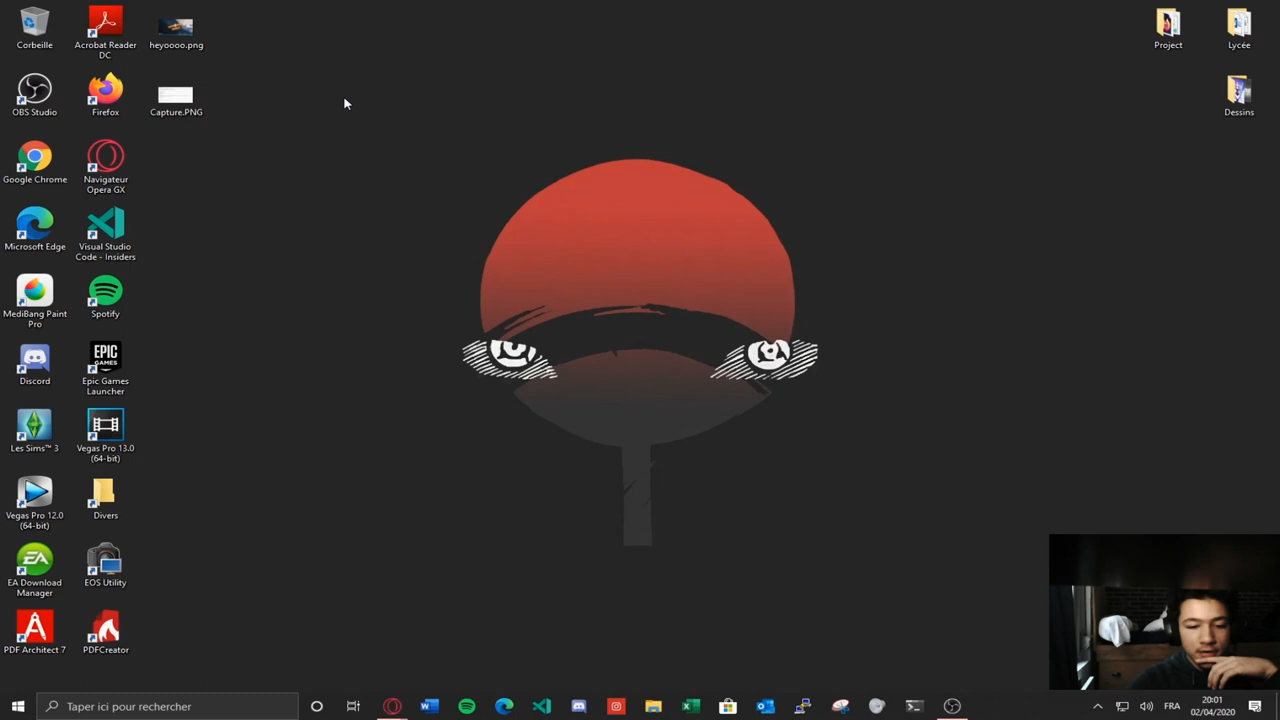 Corbeille
Acrobat Reader
DC
heyoooo.png
OBS Studio
Firefox
Capture.PNG
Google Chrome
Navigateur
Opera GX
Microsoft Edge
Visual Studio
Code - Insiders
MediBang Paint
Pro
Spotify
Discord
EPIC
GAMES
Epic Games
Launcher
Les Sims™ 3
Vegas Pro 13.0
(64-bit)
Vegas Pro 12.0
(64-bit)
Divers
EA
EA Download
Manager
EOS Utility
PDF Architect 7
PDFCreator
Project
Lycée
Dessins
Taper ici pour rechercher
FRA
20:01
02/04/2020